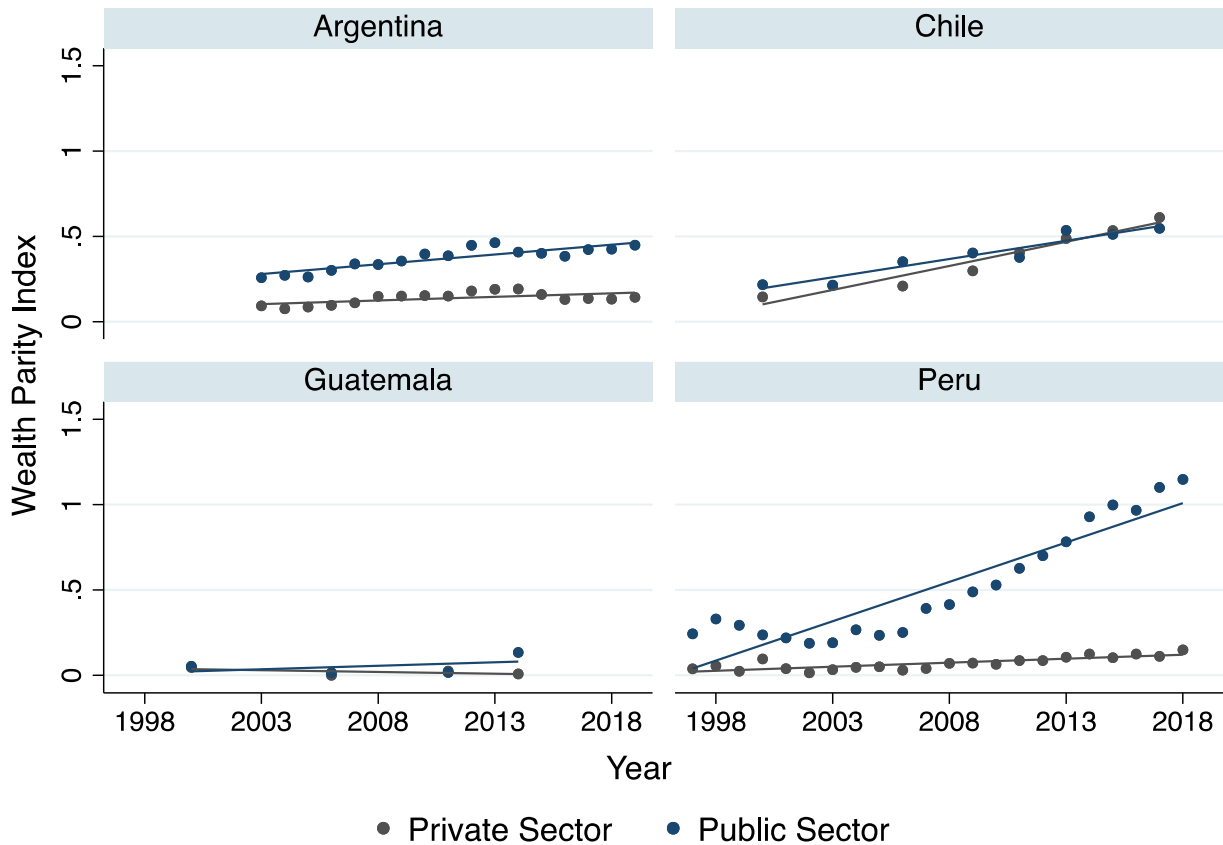 Argentina
Chile
1.5
1
.5
0
Guatemala
Peru
1.5
1
.5
0
Wealth Parity Index
1998 2003 2008 2013 2018
1998 2003 2008 2013 2018
Year
Private Sector Public Sector